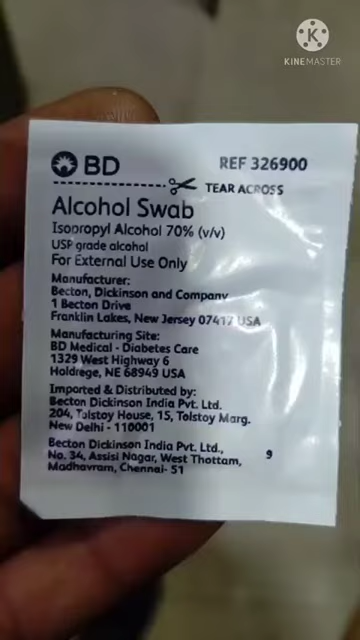 KINEMASTER
BD
REF 326900
TEAR ACROSS
Alcohol Swab
Isopropyl Alcohol 70% (v/v)
USP grade alcohol
For External Use Only
Manufacturer:
Becton, Dickinson and Company
1 Becton Drive
Franklin Lakes, New Jersey 07417 USA
Manufacturing Site:
BD Medical - Diabetes Care
1329 West Highway 6
Holdrege, NE 68949 USA
Imported & Distributed by:
Becton Dickinson India Pvt. Ltd.
204, Tolstoy House, 15, Tolstoy Marg.
New Delhi - 110001
Becton Dickinson India Pvt. Ltd.,
No. 34, Assisi Nagar, West Thottam,
Madhavram, Chennai- 51
9